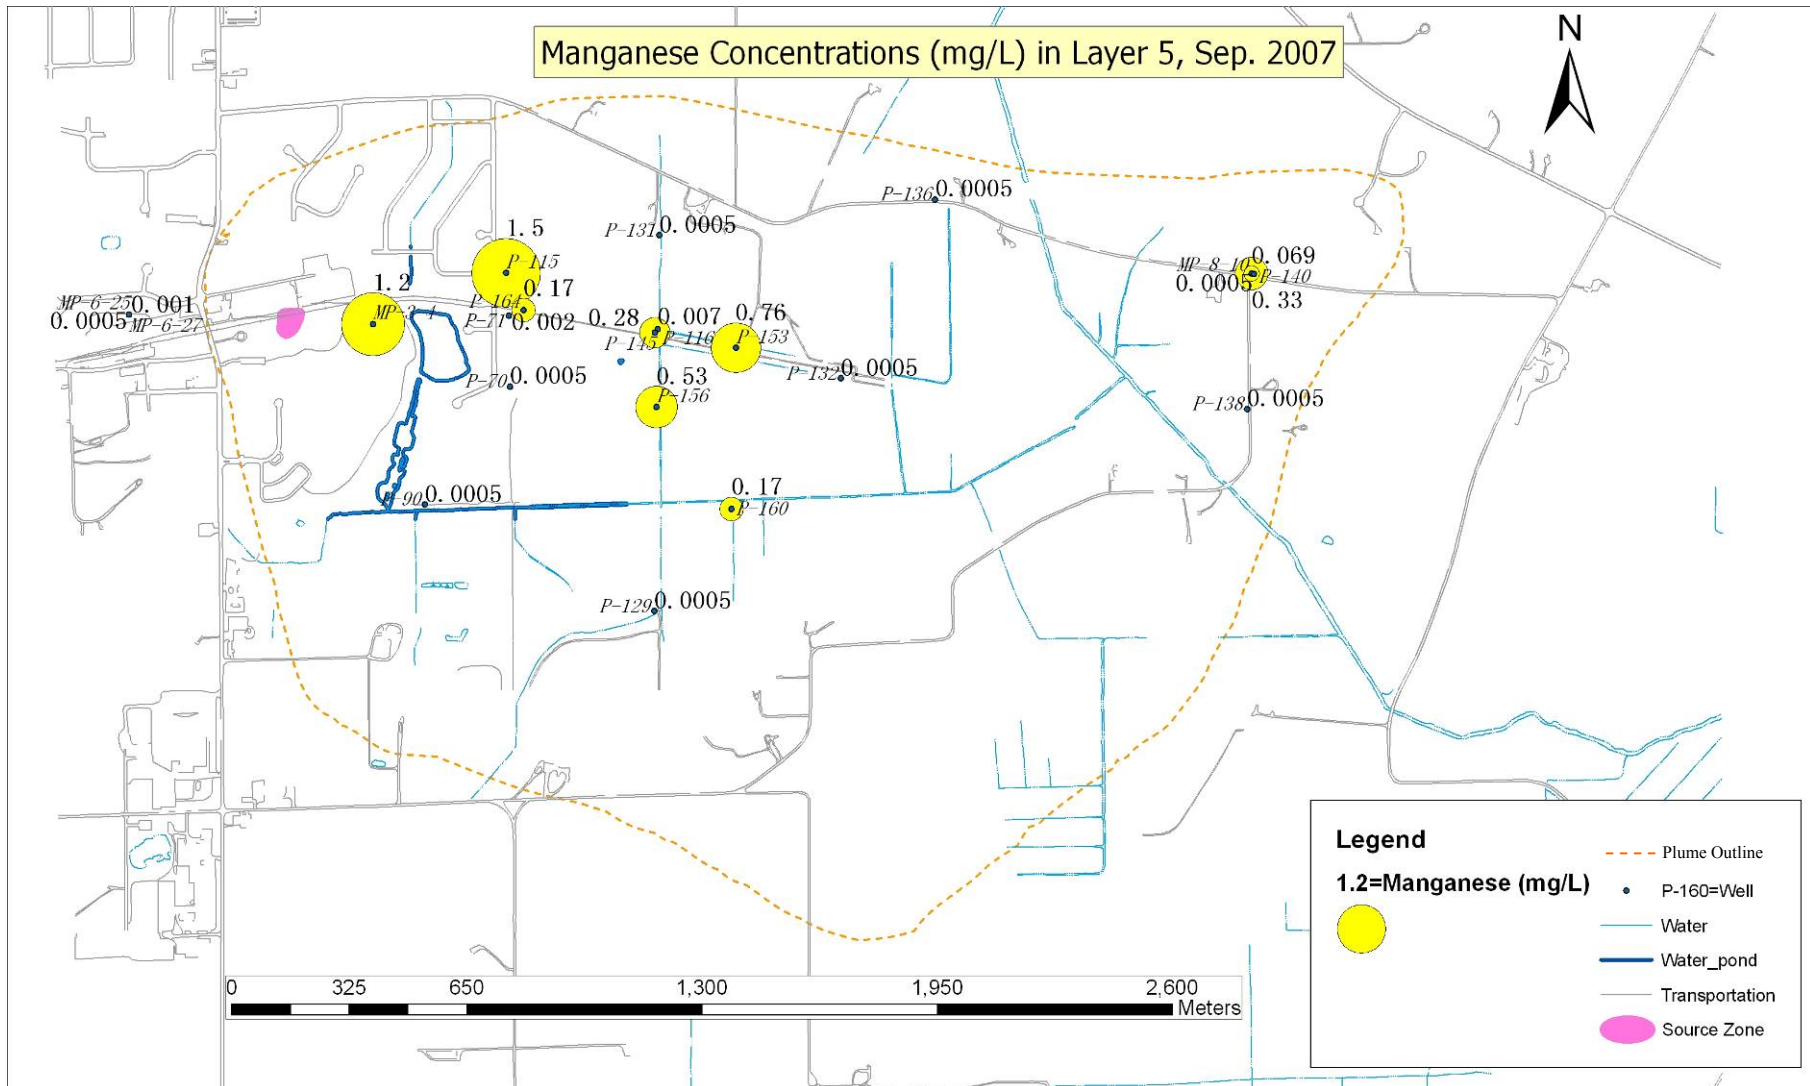 Manganese Concentrations (mg/L) in Layer 5, Sep. 2007
N
P-136 0.0005
1.5
P-131 0.0005
P-115
0.069
MP-8-10 P-140
0.0005
0.33
1.2
MP-6-25 0.001
0.0005 MP-6-27
P-164 0.17
P-71 0.002
0.28 0.007 0.76
P-145 P-116 P-153
P-132 0.0005
P-70 0.0005
0.53
P-156
P-138 0.0005
P-90 0.0005
0.17
P-160
P-129 0.0005
Legend
1.2=Manganese (mg/L)
Plume Outline
P-160=Well
Water
Water_pond
Transportation
Source Zone
0 325 650 1,300 1,950 2,600
Meters